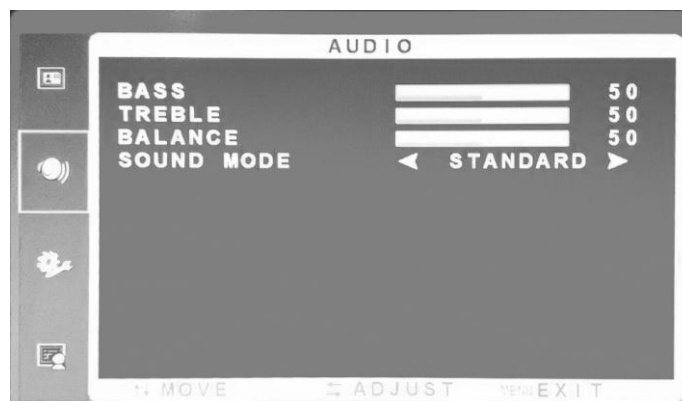 AUDIO
BASS 50
TREBLE 50
BALANCE 50
SOUND MODE STANDARD
MOVE ADJUST MENU EXIT